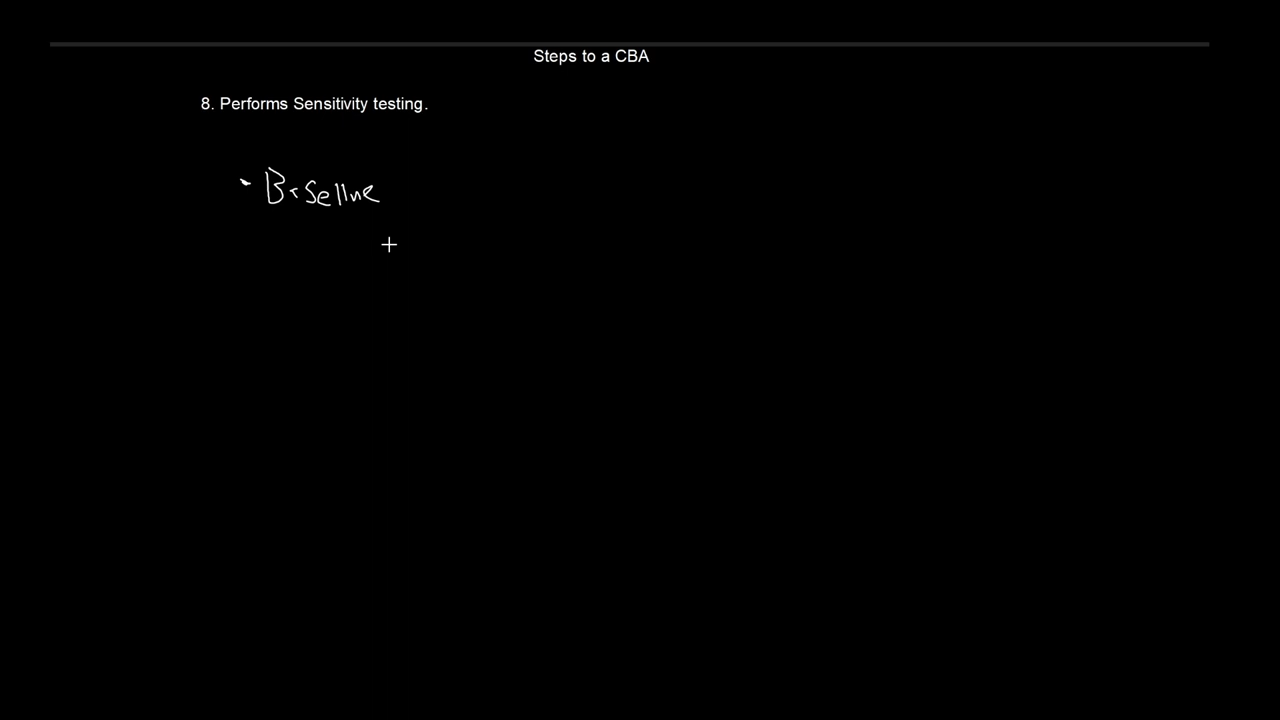 Steps to a CBA
8. Performs Sensitivity testing.
• Baseline